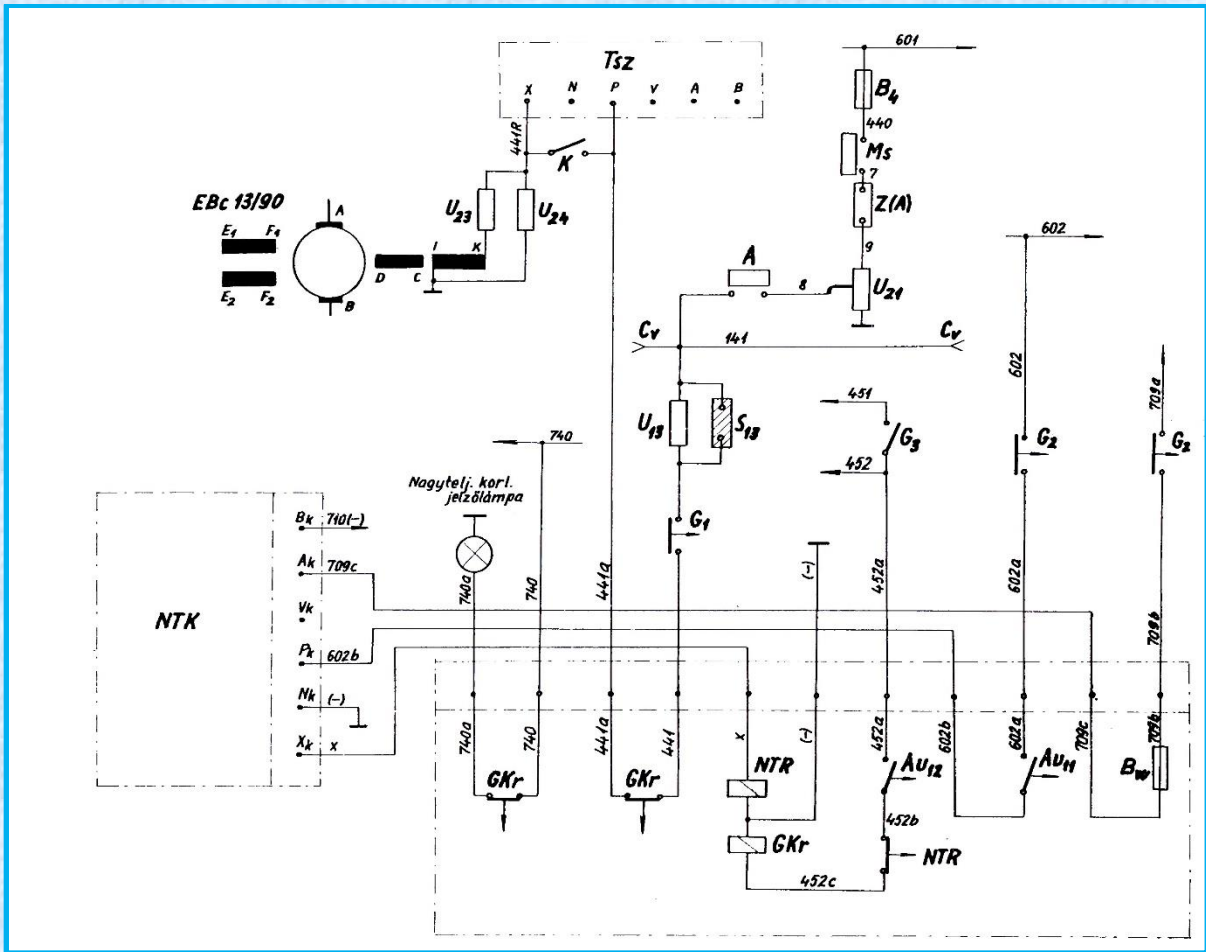 601
Tsz
X N P V A B
B4
440
441R
K
Ms
7
EBc 13/90
U23
U24
Z(A)
A
E1 F1
I K
9
602
D C
A
8
U21
E2 F2
B
Cv
141
Cv
602
709a
451
U13
S13
G3
G2
G2
740
452
Nagytelj. korl.
jelzőlámpa
G1
Bk 710(-)
Ak 709c
740a
740
441a
(-)
452a
602a
NTK
Vk
709b
Pk 602b
Nk (-)
Xk x
740a
740
441a
441
x
(-)
452a
602b
602a
709c
709b
GKr
GKr
NTR
Au12
Au11
Bw
452b
GKr
NTR
452c